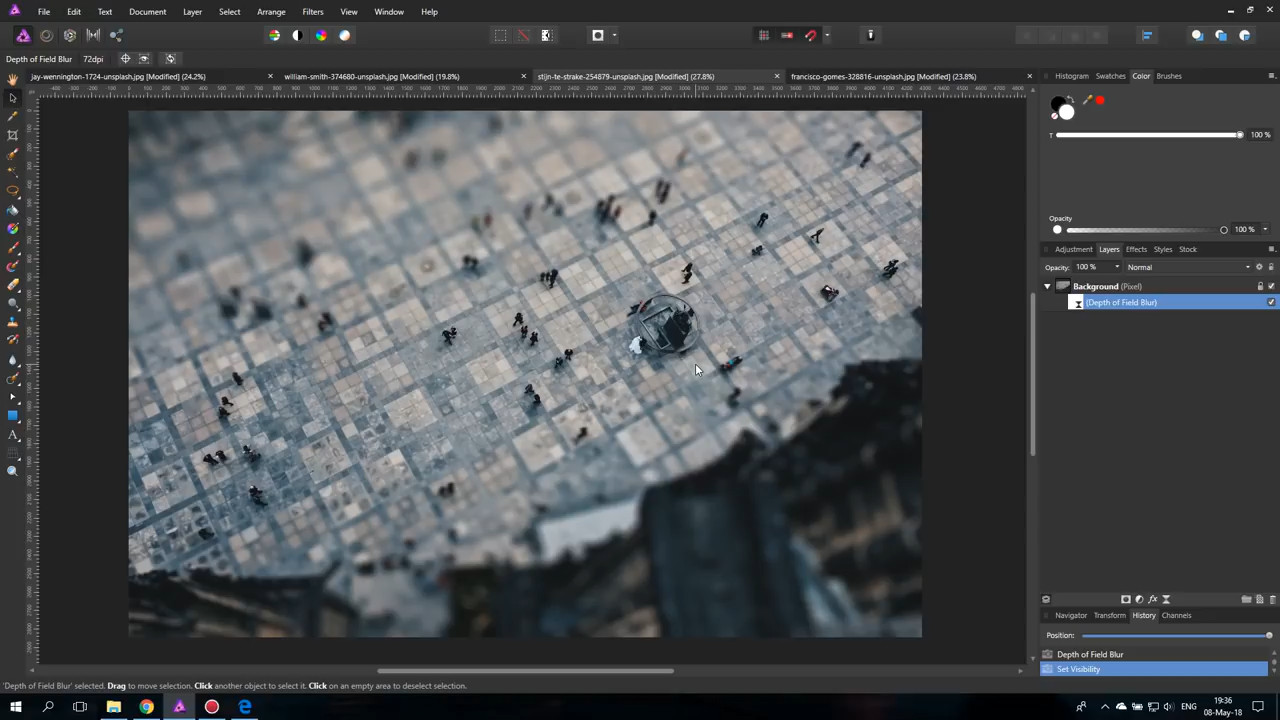 File Edit Text Document Layer Select Arrange Filters View Window Help
Depth of Field Blur 72dpi
jay-wennington-1724-unsplash.jpg [Modified] (24.2%) × william-smith-374680-unsplash.jpg [Modified] (19.8%) × stijn-te-strake-254879-unsplash.jpg [Modified] (27.8%) × francisco-gomes-328816-unsplash.jpg [Modified] (23.8%) ×
Histogram Swatches Color Brushes
T 100 %
Opacity
100 %
Adjustment Layers Effects Styles Stock
Opacity: 100 % Normal
Background (Pixel)
(Depth of Field Blur)
fx
Navigator Transform History Channels
Position:
Depth of Field Blur
Set Visibility
'Depth of Field Blur' selected. Drag to move selection. Click another object to select it. Click on an empty area to deselect selection.
19:36
08-May-18